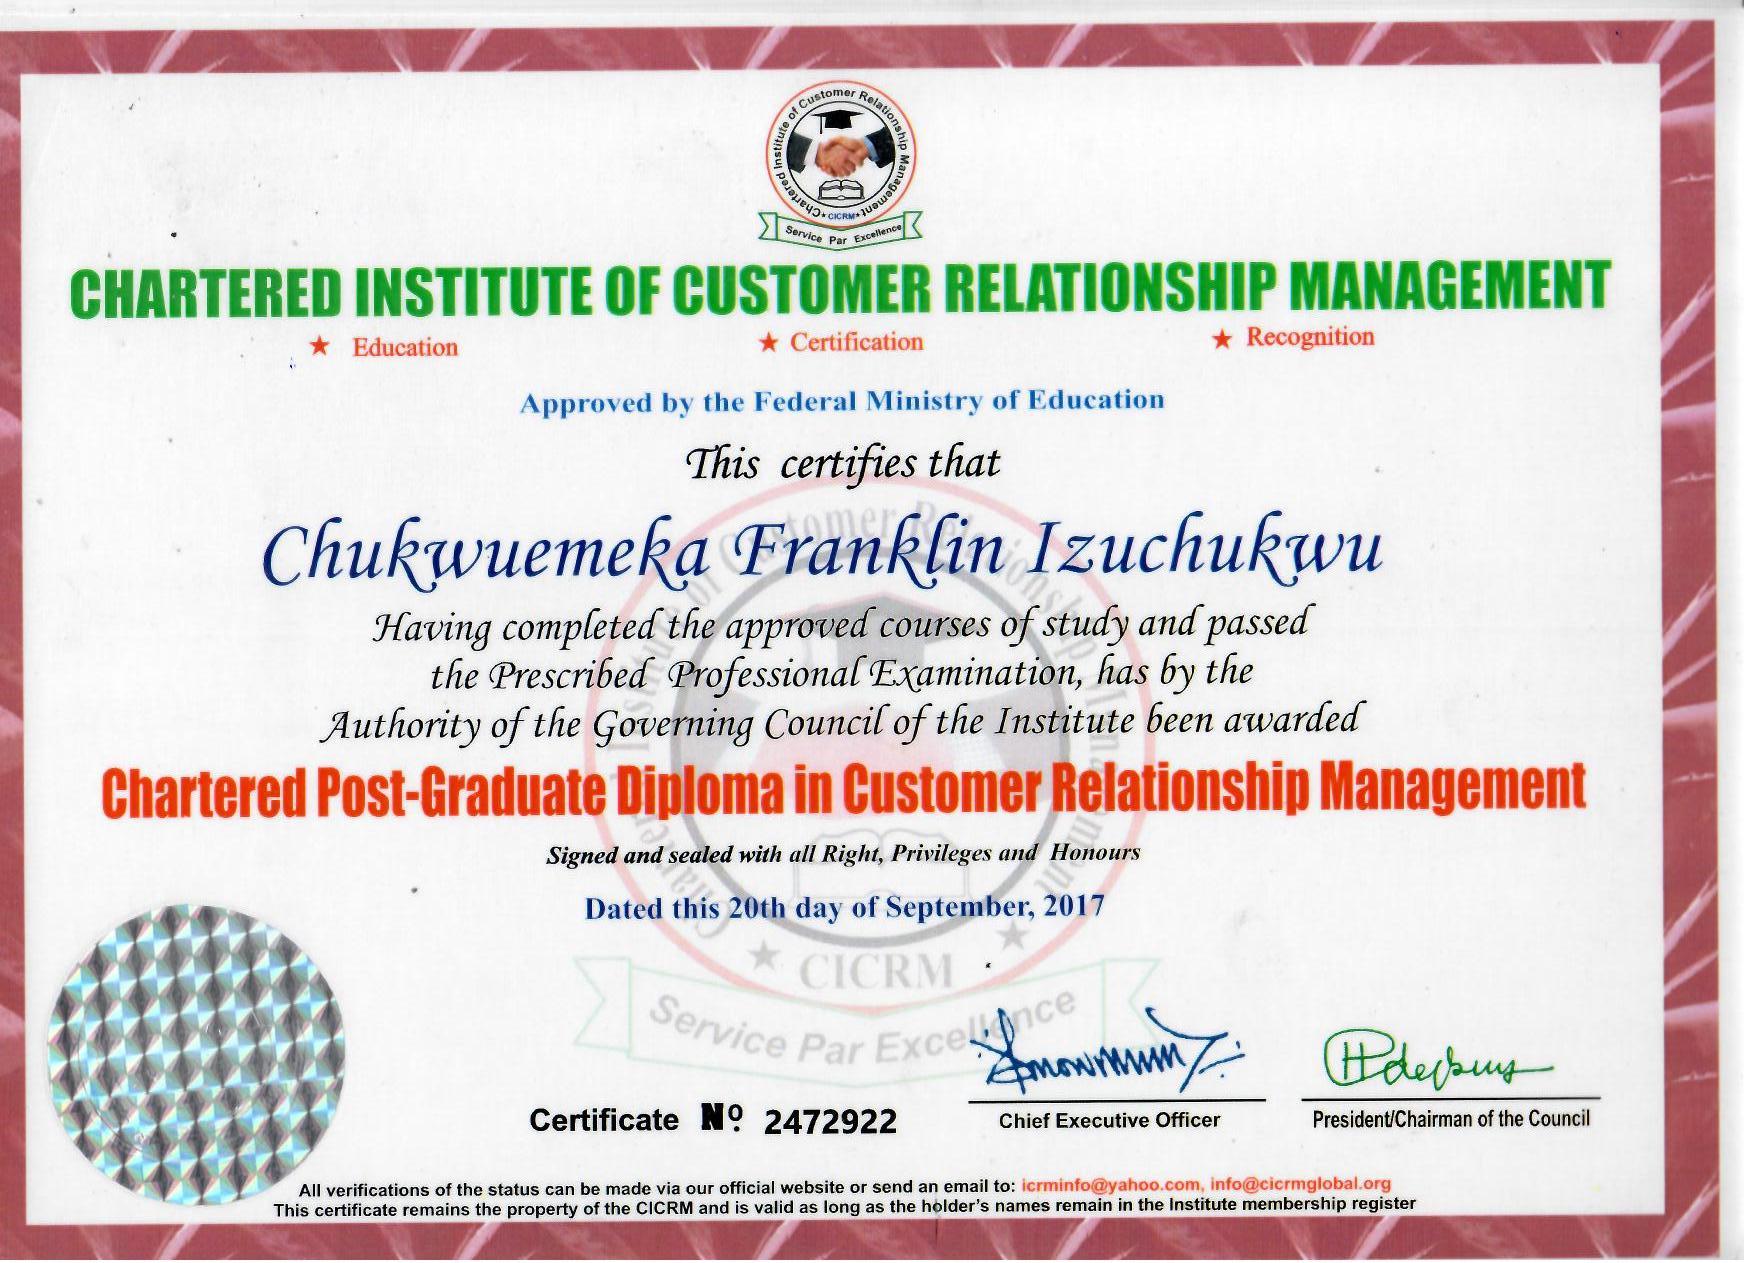 Chartered Institute of Customer Relationship Management
★ CICRM ★
Service Par Excellence
CHARTERED INSTITUTE OF CUSTOMER RELATIONSHIP MANAGEMENT
★ Education ★ Certification ★ Recognition
Approved by the Federal Ministry of Education
This certifies that
Chukwuemeka Franklin Izuchukwu
Having completed the approved courses of study and passed
the Prescribed Professional Examination, has by the
Authority of the Governing Council of the Institute been awarded
Chartered Post-Graduate Diploma in Customer Relationship Management
Signed and sealed with all Right, Privileges and Honours
Dated this 20th day of September, 2017
Chartered Institute of Customer Relationship Management
★ CICRM ★
Service Par Excellence
Certificate Nº 2472922
Chief Executive Officer
President/Chairman of the Council
All verifications of the status can be made via our official website or send an email to: icrminfo@yahoo.com, info@cicrmglobal.org
This certificate remains the property of the CICRM and is valid as long as the holder's names remain in the Institute membership register